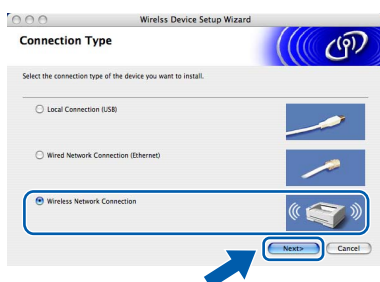 Wirelss Device Setup Wizard
Connection Type
Select the connection type of the device you want to install.
Local Connection (USB)
Wired Network Connection (Ethernet)
Wireless Network Connection
Next>
Cancel